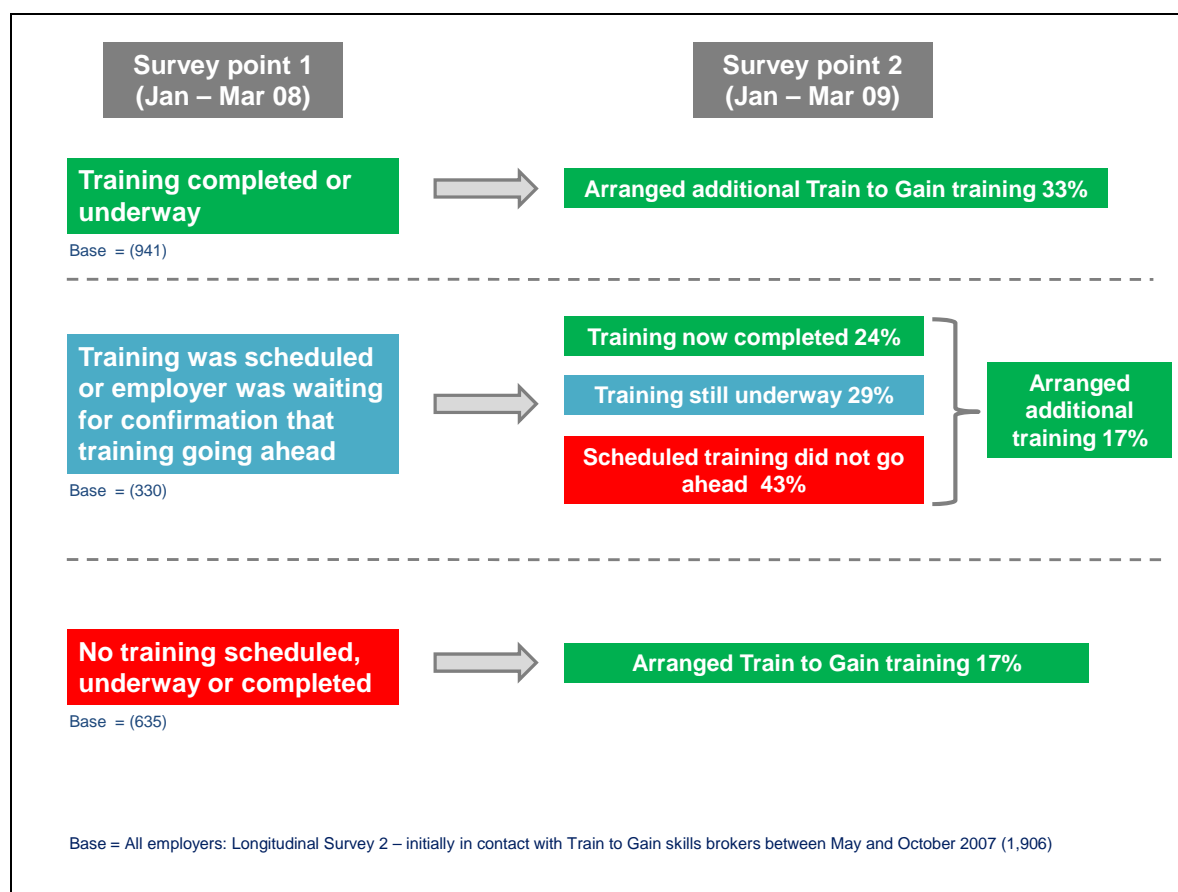 Survey point 1
(Jan – Mar 08)
Survey point 2
(Jan – Mar 09)
Training completed or
underway
Base = (941)
Arranged additional Train to Gain training 33%
Training was scheduled
or employer was waiting
for confirmation that
training going ahead
Base = (330)
Training now completed 24%
Training still underway 29%
Scheduled training did not go
ahead 43%
Arranged
additional
training 17%
No training scheduled,
underway or completed
Base = (635)
Arranged Train to Gain training 17%
Base = All employers: Longitudinal Survey 2 – initially in contact with Train to Gain skills brokers between May and October 2007 (1,906)